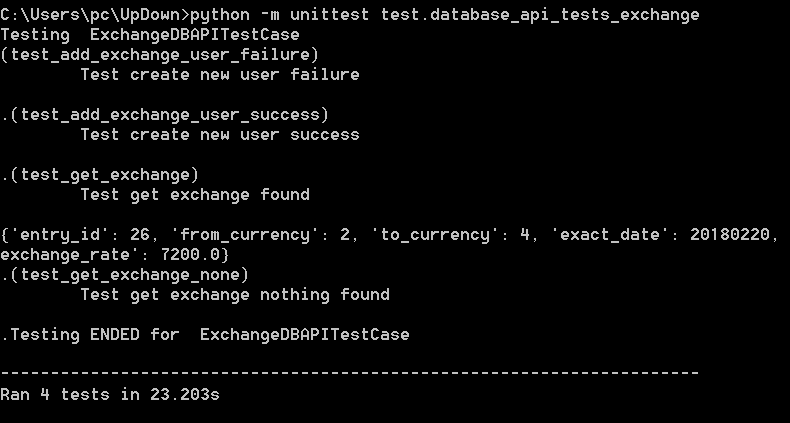 C:\Users\pc\UpDown>python -m unittest test.database_api_tests_exchange
Testing  ExchangeDBAPITestCase
(test_add_exchange_user_failure)
        Test create new user failure
.(test_add_exchange_user_success)
        Test create new user success
.(test_get_exchange)
        Test get exchange found
{'entry_id': 26, 'from_currency': 2, 'to_currency': 4, 'exact_date': 20180220,
exchange_rate': 7200.0}
.(test_get_exchange_none)
        Test get exchange nothing found
.Testing ENDED for  ExchangeDBAPITestCase
----------------------------------------------------------------------
Ran 4 tests in 23.203s